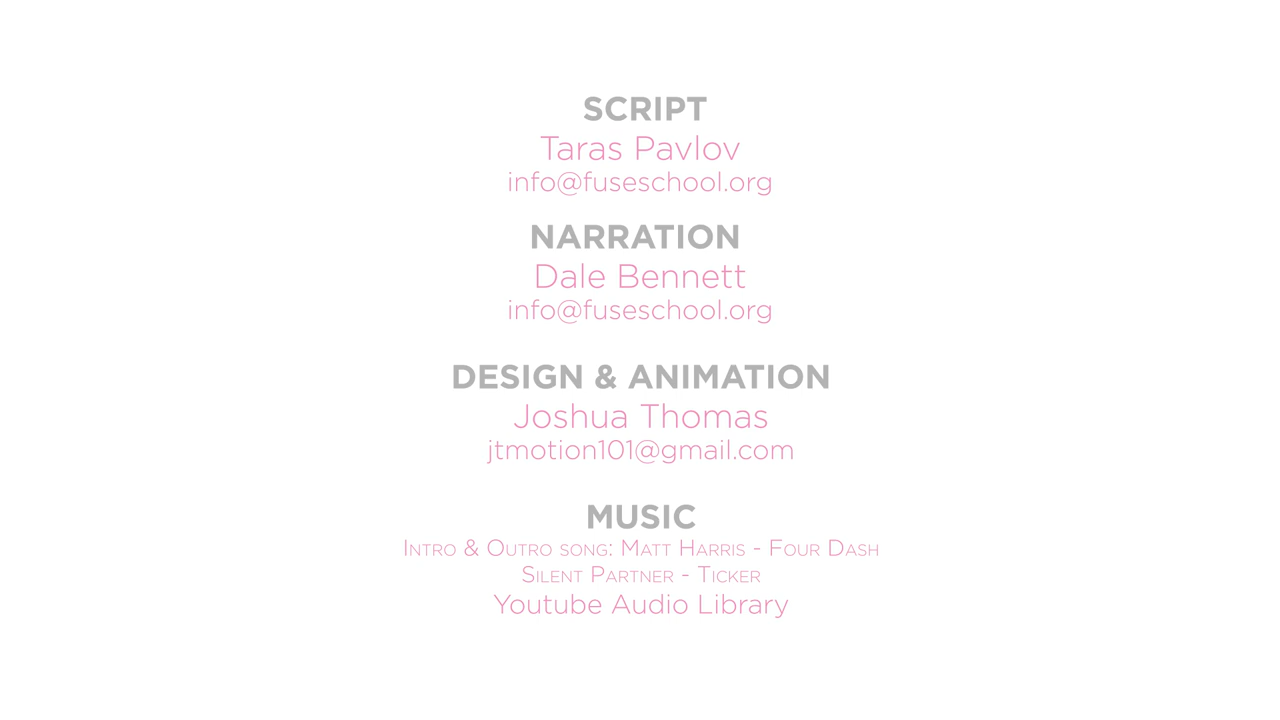 SCRIPT
Taras Pavlov
info@fuseschool.org
NARRATION
Dale Bennett
info@fuseschool.org
DESIGN & ANIMATION
Joshua Thomas
jtmotion101@gmail.com
MUSIC
Intro & Outro song: Matt Harris - Four Dash
Silent Partner - Ticker
Youtube Audio Library